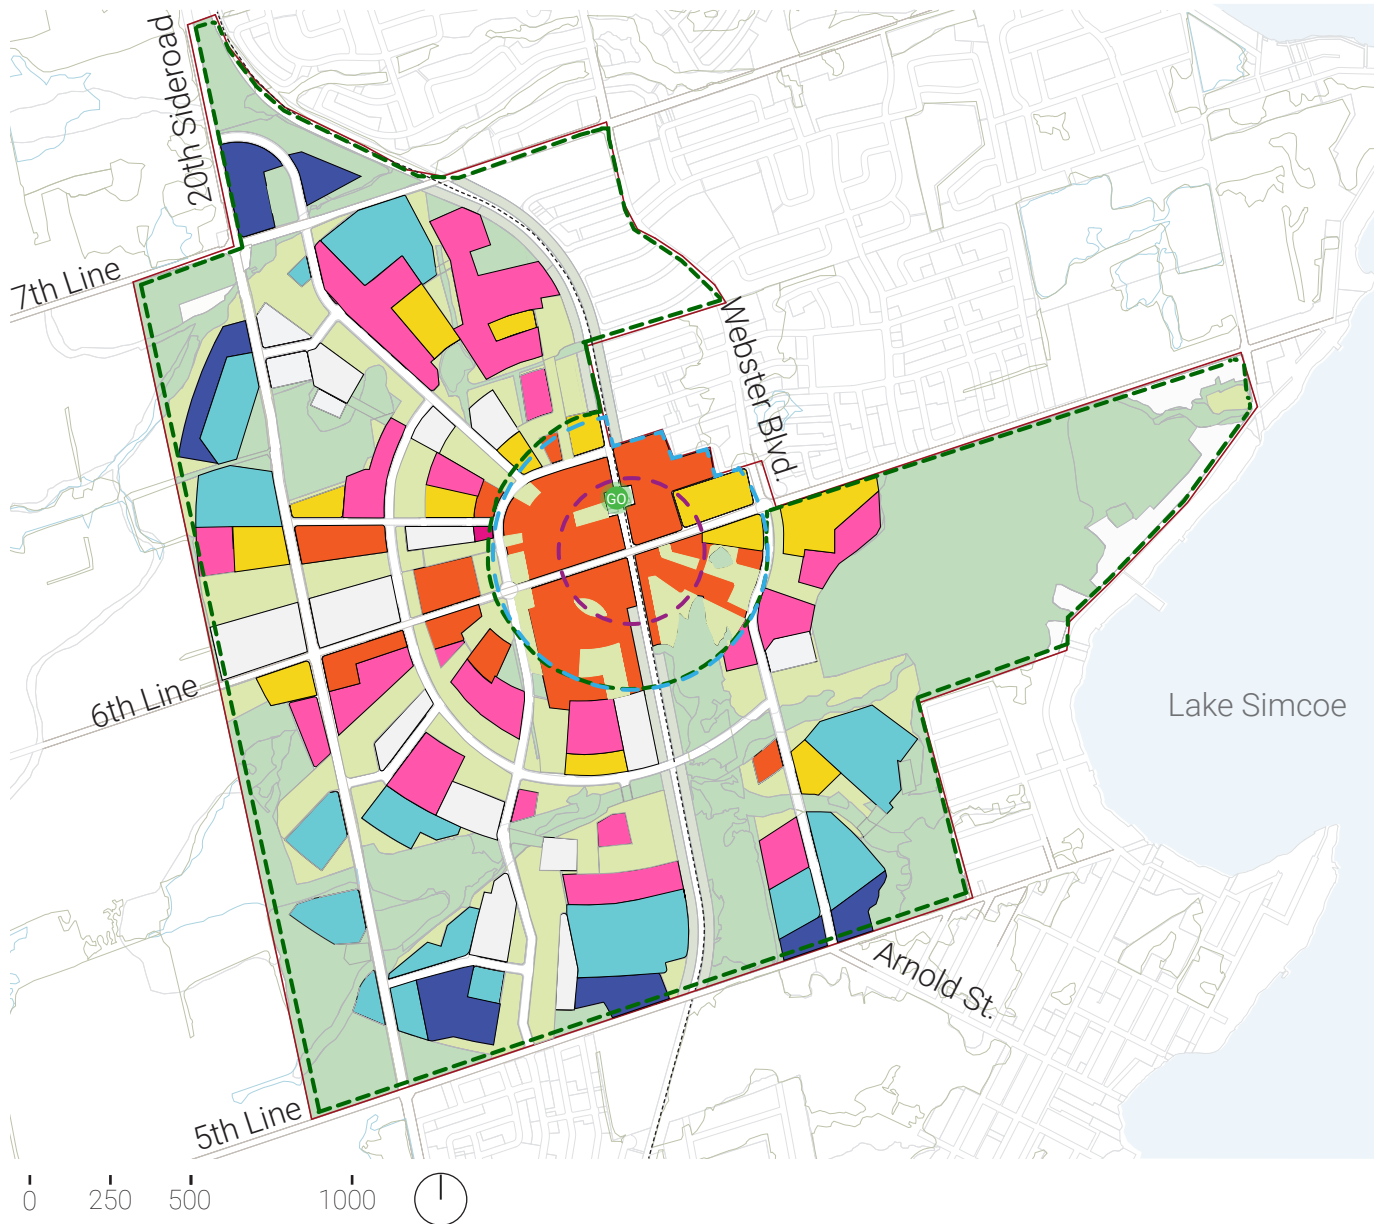 20th Sideroad
7th Line
Webster Blvd.
GO
6th Line
Lake Simcoe
Arnold St.
5th Line
0 250 500 1000